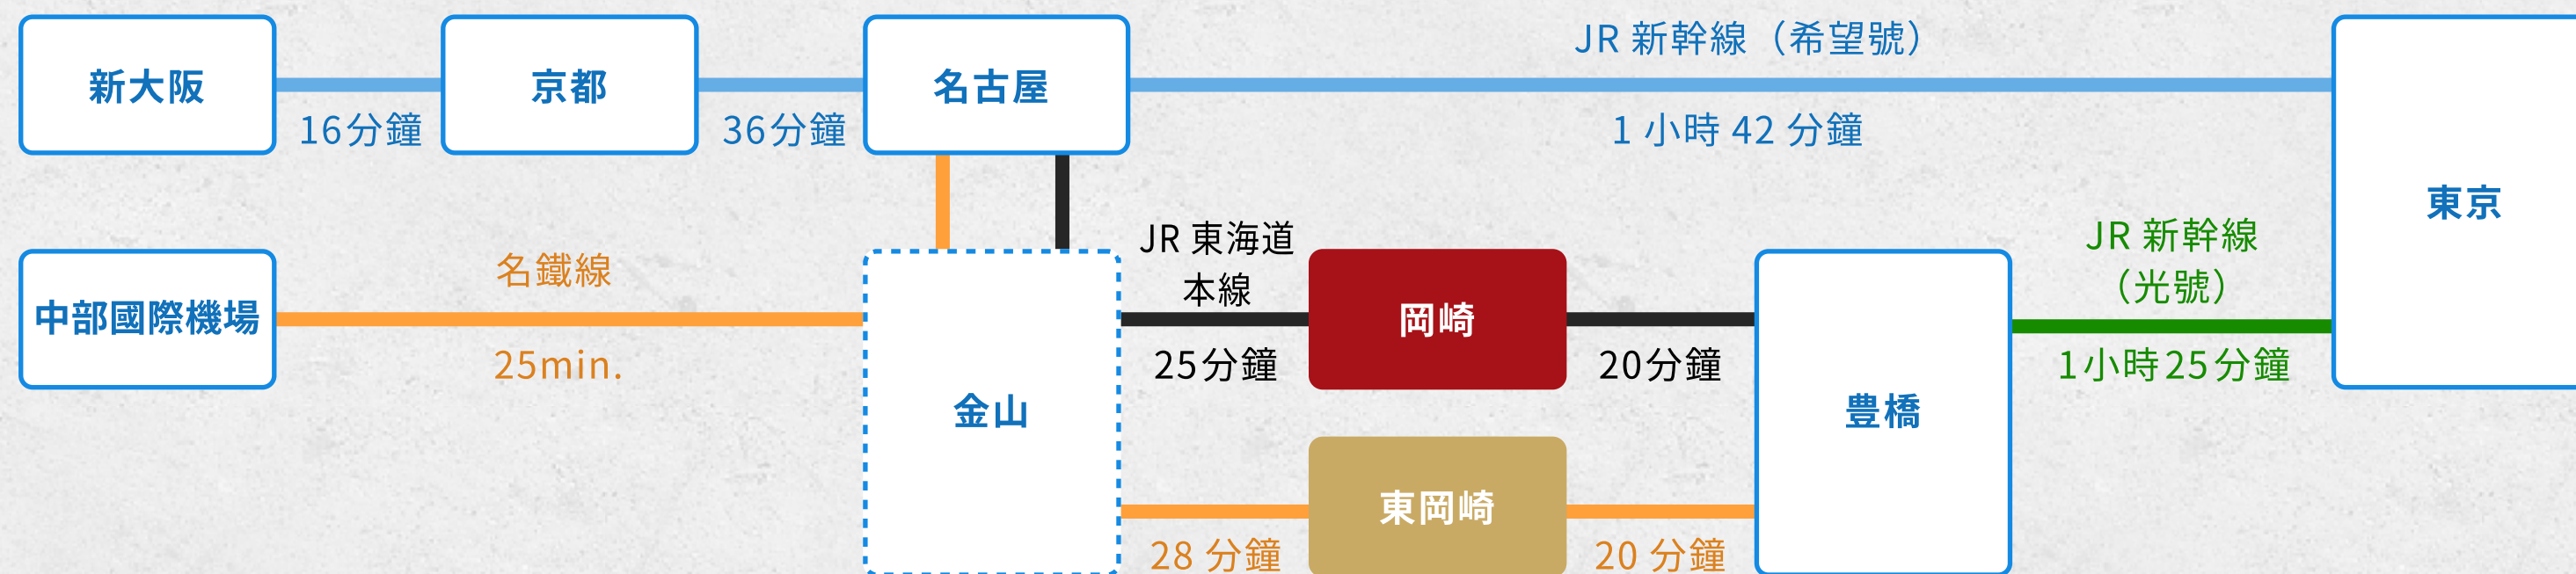 新大阪
16分鐘
京都
36分鐘
名古屋
JR 新幹線（希望號）
1 小時 42 分鐘
東京
中部國際機場
名鐵線
25min.
金山
JR 東海道
本線
25分鐘
岡崎
20分鐘
豊橋
JR 新幹線
（光號）
1小時25分鐘
28 分鐘
東岡崎
20 分鐘